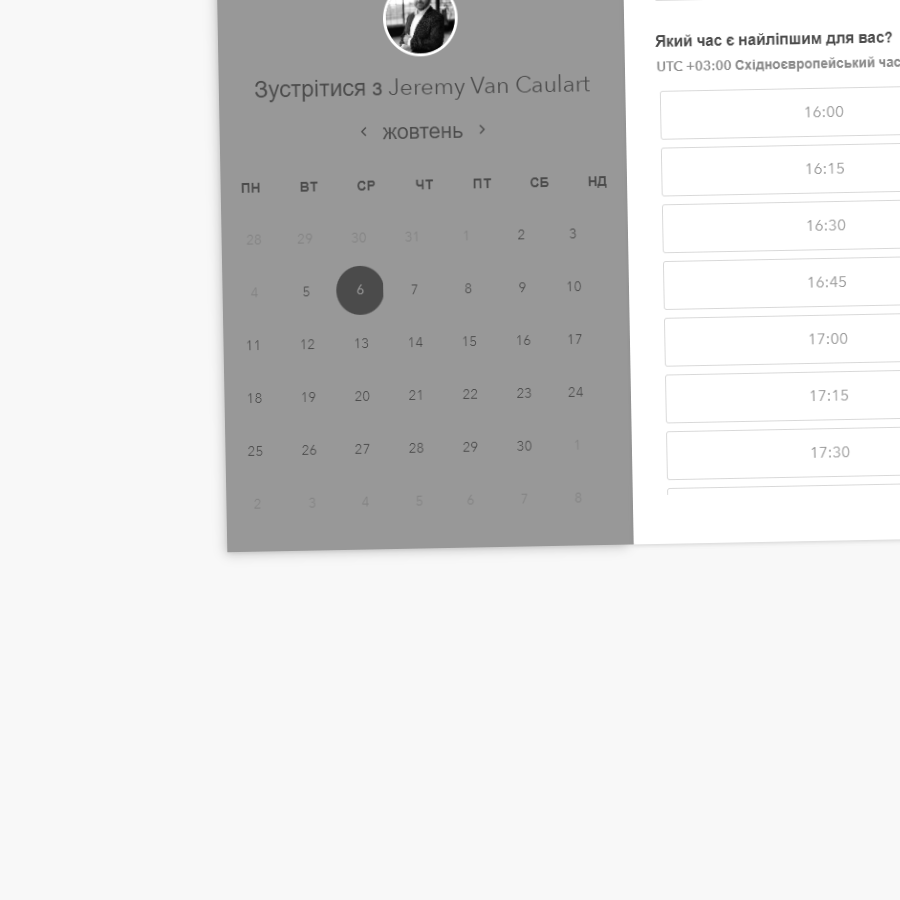 Зустрітися з Jeremy Van Caulart
‹ жовтень ›
ПН ВТ СР ЧТ ПТ СБ НД
28 29 30 31 1 2 3
4 5 6 7 8 9 10
11 12 13 14 15 16 17
18 19 20 21 22 23 24
25 26 27 28 29 30 1
2 3 4 5 6 7 8
Який час є найліпшим для вас?
UTC +03:00 Східноєвропейський час
16:00
16:15
16:30
16:45
17:00
17:15
17:30